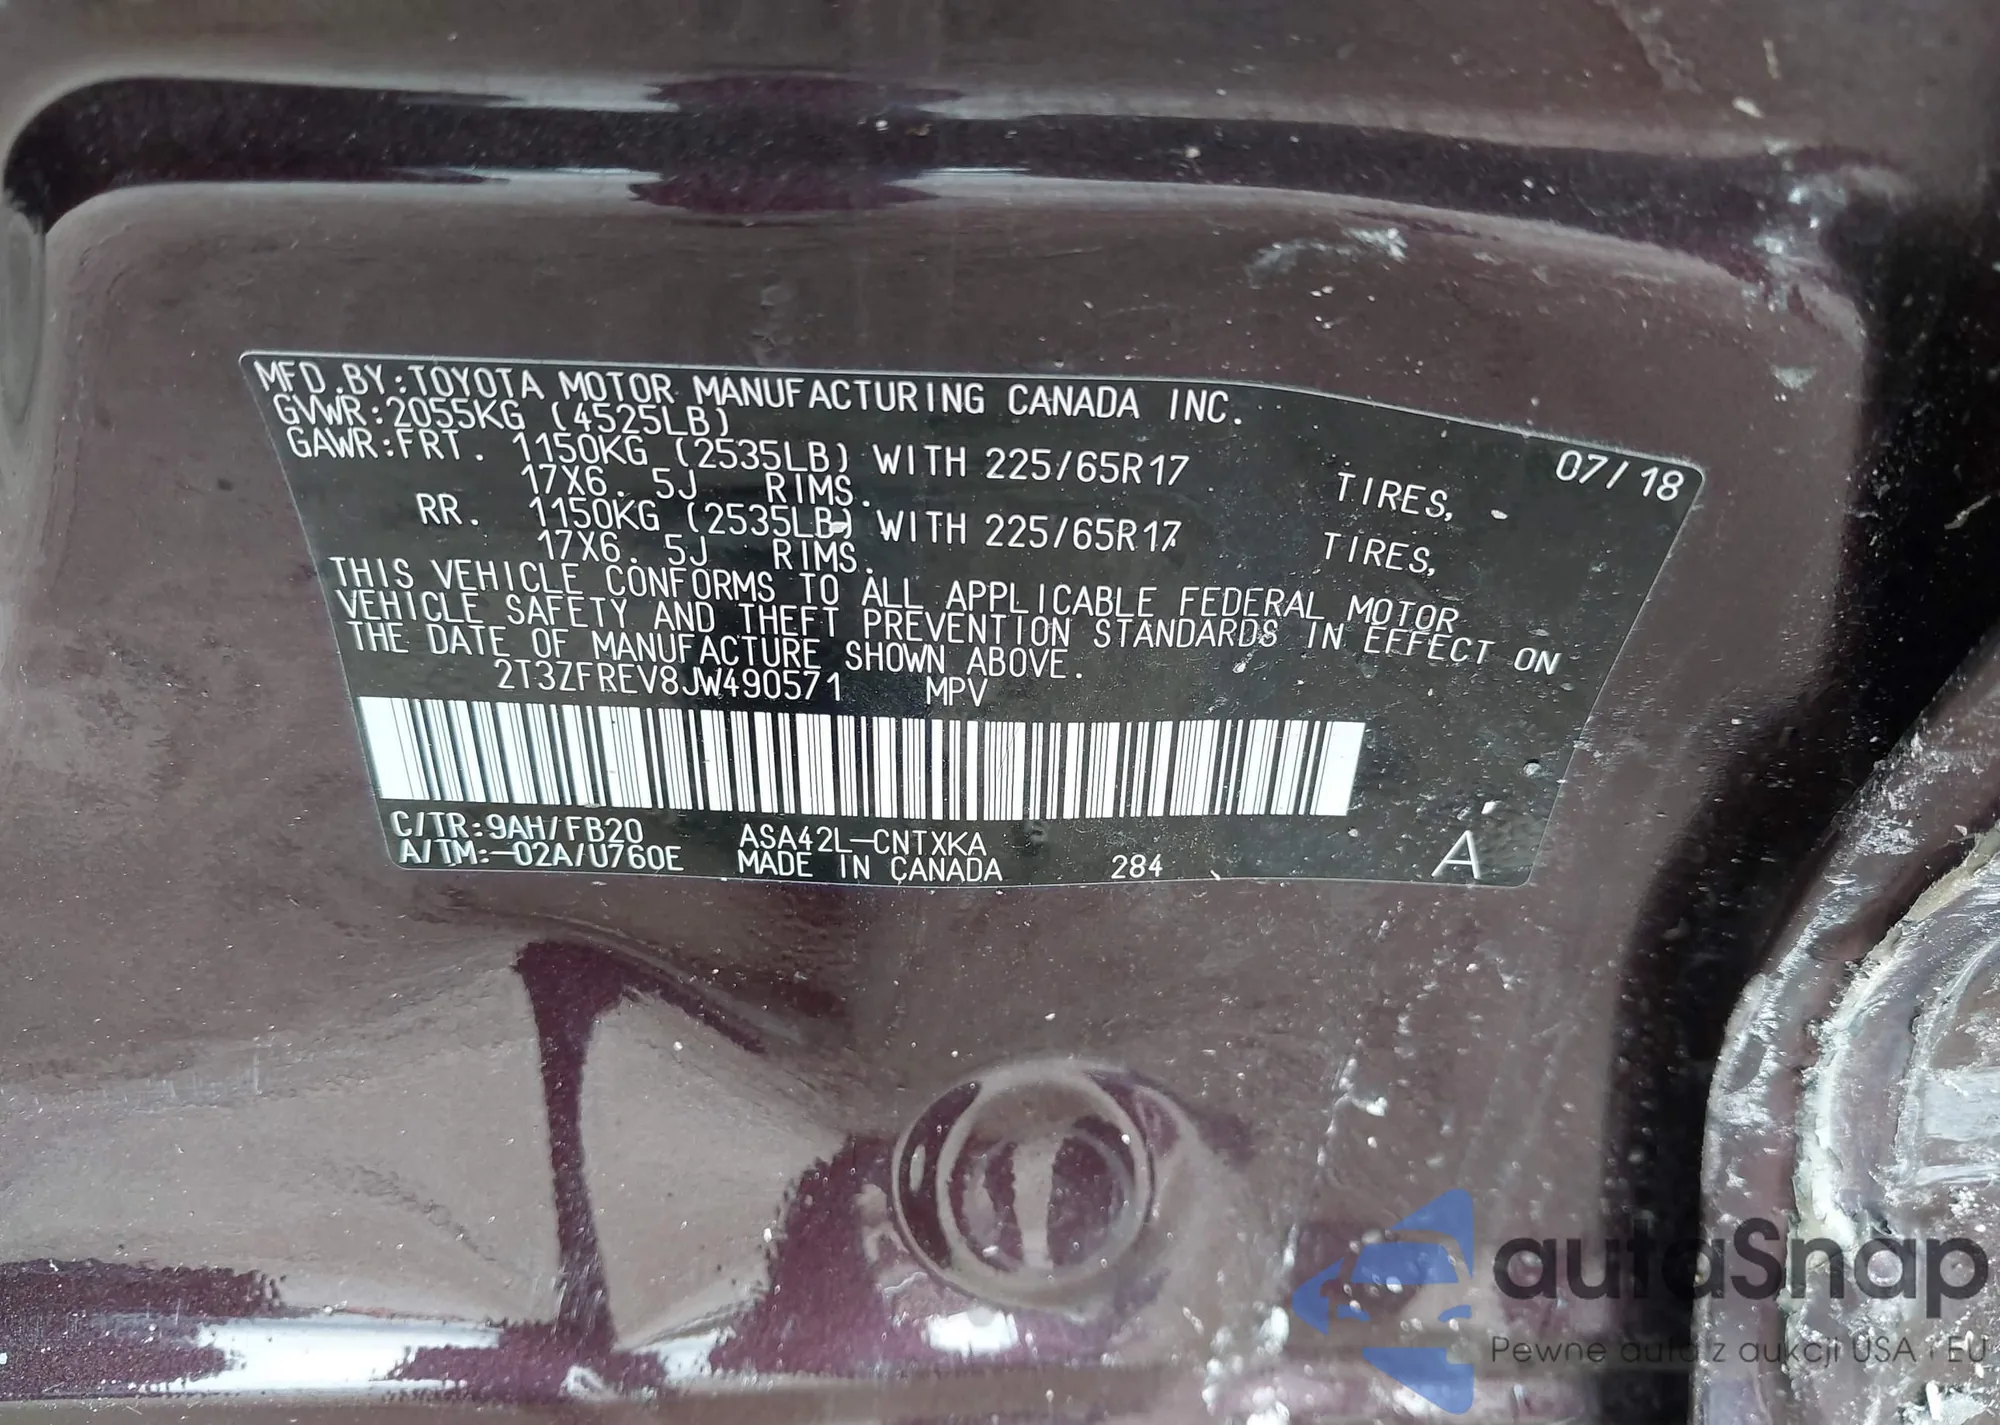 MFD.BY:TOYOTA MOTOR MANUFACTURING CANADA INC.
GVWR:2055KG (4525LB) 07/18
GAWR:FRT. 1150KG (2535LB) WITH 225/65R17 TIRES,
17X6.5J RIMS.
RR. 1150KG (2535LB) WITH 225/65R17 TIRES,
17X6.5J RIMS.
THIS VEHICLE CONFORMS TO ALL APPLICABLE FEDERAL MOTOR
VEHICLE SAFETY AND THEFT PREVENTION STANDARDS IN EFFECT ON
THE DATE OF MANUFACTURE SHOWN ABOVE.
2T3ZFREV8JW490571 MPV
C/TR:9AH/FB20 ASA42L-CNTXKA
A/TM:-02A/U760E MADE IN CANADA 284 A
autaSnap
Pewne auta z aukcji USA i EU